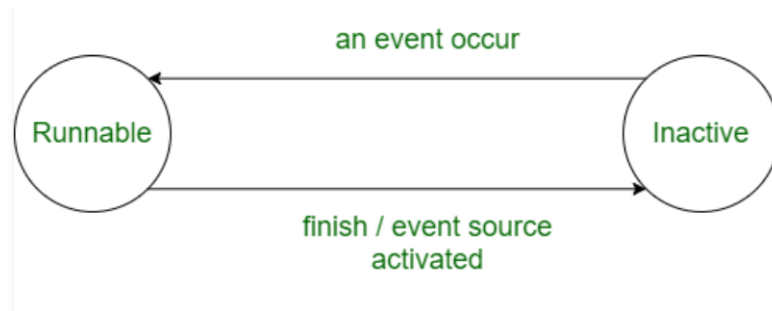 an event occur
Runnable
Inactive
finish / event source
activated